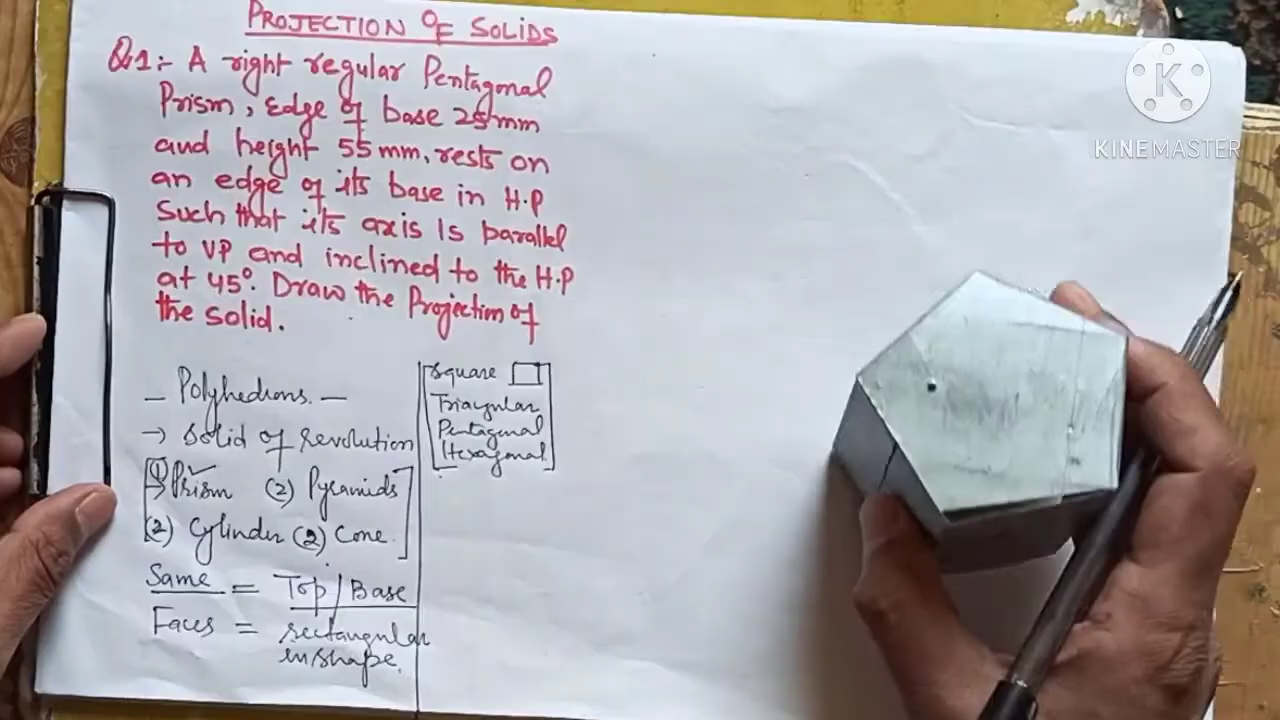 PROJECTION OF SOLIDS
Q1:- A right regular Pentagonal
Prism, Edge of base 25mm
and height 55mm, rests on
an edge of its base in H.P
Such that its axis is parallel
to VP and inclined to the H.P
at 45°. Draw the Projection of
the solid.
— Polyhedrons. —
→ Solid of revolution
(1) Prism ✓ (2) Pyramids
(2) Cylinder (2) Cone.
Same = Top/Base
Faces = rectangular
in shape.
Square
Triangular
Pentagonal
Hexagonal
K
KINEMASTER